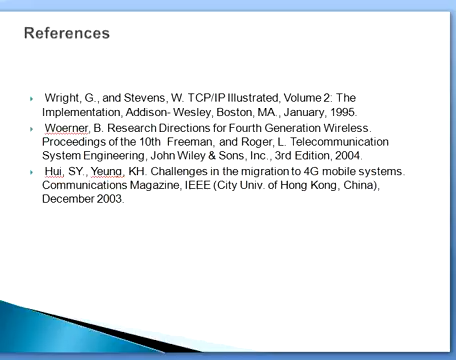 References
Wright, G., and Stevens, W. TCP/IP Illustrated, Volume 2: The
Implementation, Addison- Wesley, Boston, MA., January, 1995.
Woerner, B. Research Directions for Fourth Generation Wireless.
Proceedings of the 10th  Freeman, and Roger, L. Telecommunication
System Engineering, John Wiley & Sons, Inc., 3rd Edition, 2004.
Hui, SY., Yeung, KH. Challenges in the migration to 4G mobile systems.
Communications Magazine, IEEE (City Univ. of Hong Kong, China),
December 2003.